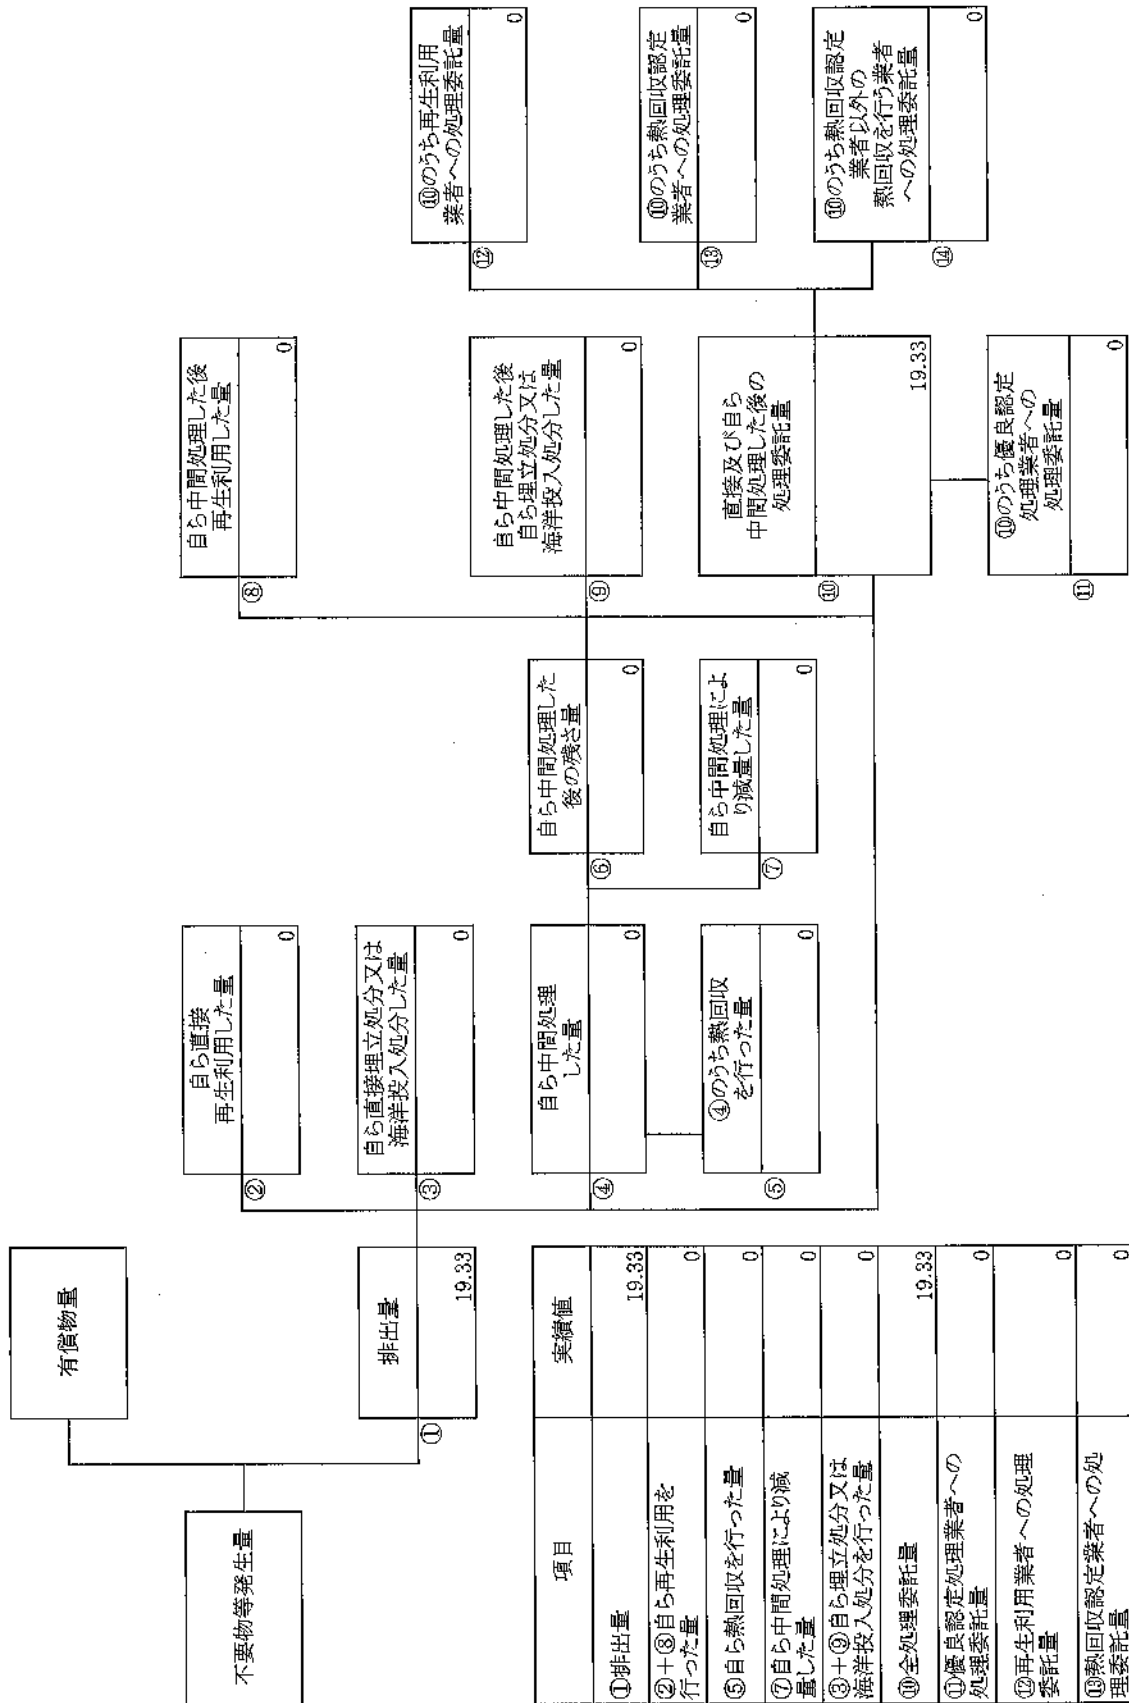 不要物等発生量
有償物量
①
排出量
19.33
②
自ら直接
再生利用した量
0
③
自ら直接埋立処分又は
海洋投入処分した量
0
④
自ら中間処理
した量
0
⑤
④のうち熱回収
を行った量
0
⑥
自ら中間処理した
後の残さ量
0
⑦
自ら中間処理によ
り減量した量
0
⑧
自ら中間処理した後
再生利用した量
0
⑨
自ら中間処理した後
自ら埋立処分又は
海洋投入処分した量
0
⑩
直接及び自ら
中間処理した後の
処理委託量
19.33
⑪
⑩のうち優良認定
処理業者への
処理委託量
0
⑫
⑩のうち再生利用
業者への処理委託量
0
⑬
⑩のうち熱回収認定
業者への処理委託量
0
⑭
⑩のうち熱回収認定
業者以外の
熱回収を行う業者
への処理委託量
0
項目 実績値
①排出量 19.33
②+⑧自ら再生利用を
行った量 0
⑤自ら熱回収を行った量 0
⑦自ら中間処理により減
量した量 0
③+⑨自ら埋立処分又は
海洋投入処分を行った量 0
⑩全処理委託量 19.33
⑪優良認定処理業者への
処理委託量 0
⑫再生利用業者への処理
委託量 0
⑬熱回収認定業者への処
理委託量 0